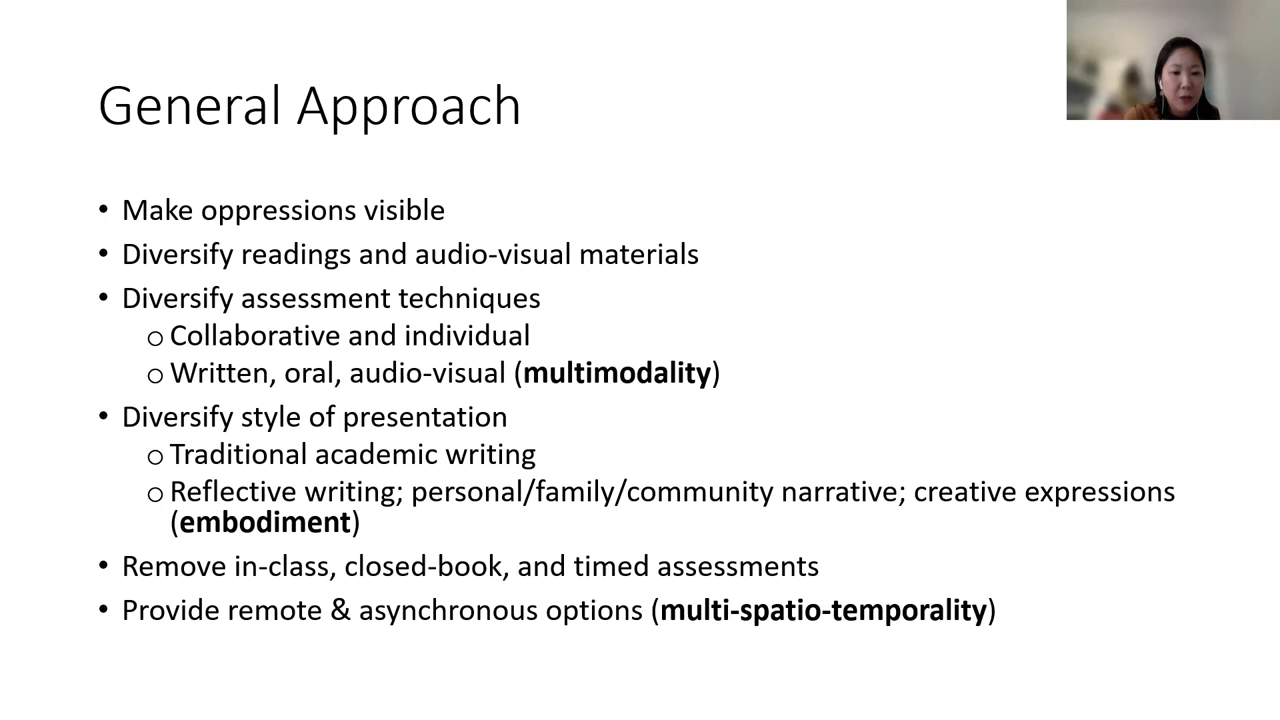 General Approach
• Make oppressions visible
• Diversify readings and audio-visual materials
• Diversify assessment techniques
o Collaborative and individual
o Written, oral, audio-visual (multimodality)
• Diversify style of presentation
o Traditional academic writing
o Reflective writing; personal/family/community narrative; creative expressions
(embodiment)
• Remove in-class, closed-book, and timed assessments
• Provide remote & asynchronous options (multi-spatio-temporality)